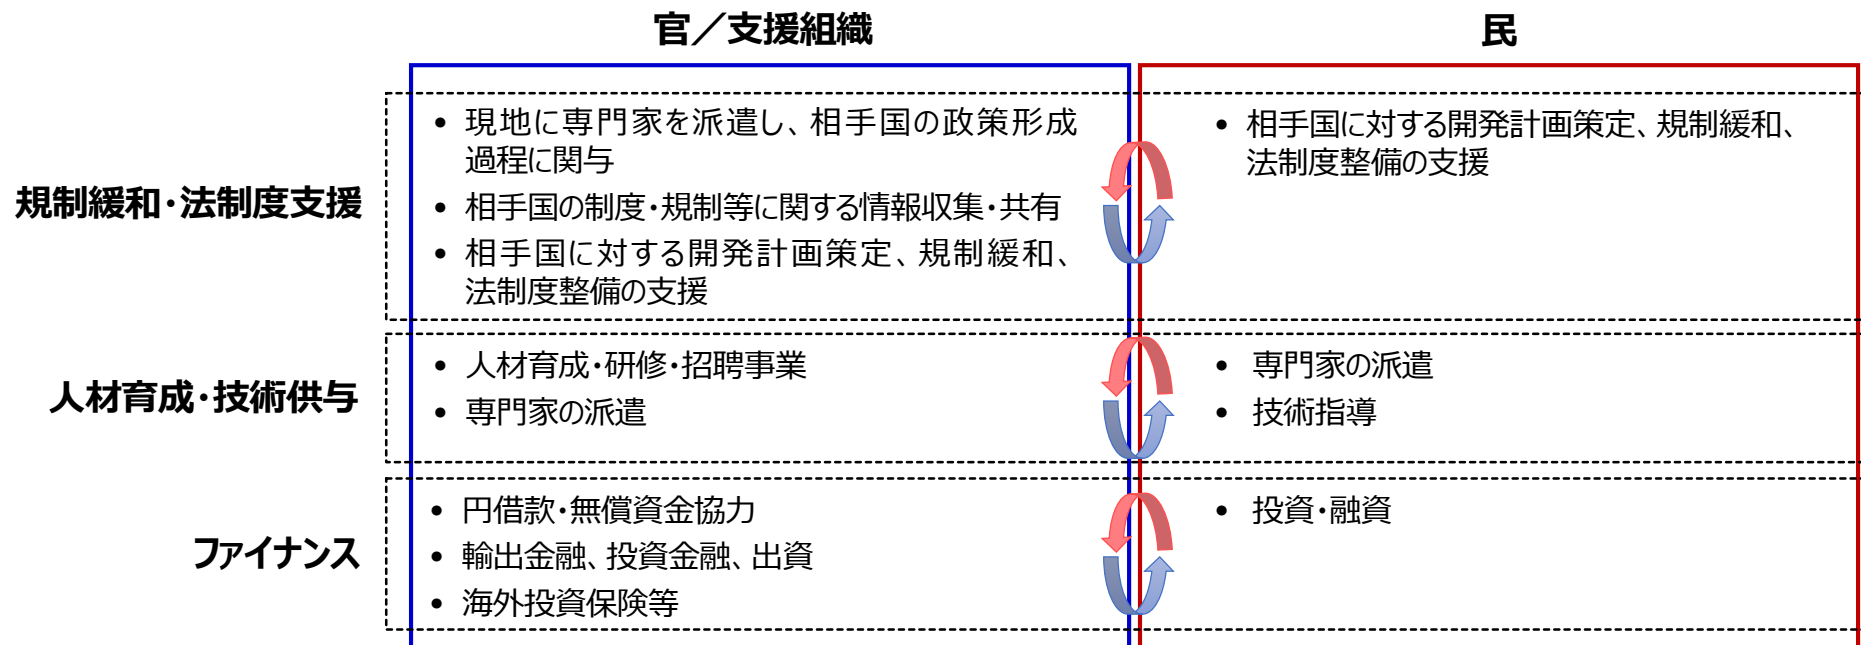 官／支援組織
民
規制緩和・法制度支援
• 現地に専門家を派遣し、相手国の政策形成
過程に関与
• 相手国の制度・規制等に関する情報収集・共有
• 相手国に対する開発計画策定、規制緩和、
法制度整備の支援
• 相手国に対する開発計画策定、規制緩和、
法制度整備の支援
人材育成・技術供与
• 人材育成・研修・招聘事業
• 専門家の派遣
• 専門家の派遣
• 技術指導
ファイナンス
• 円借款・無償資金協力
• 輸出金融、投資金融、出資
• 海外投資保険等
• 投資・融資